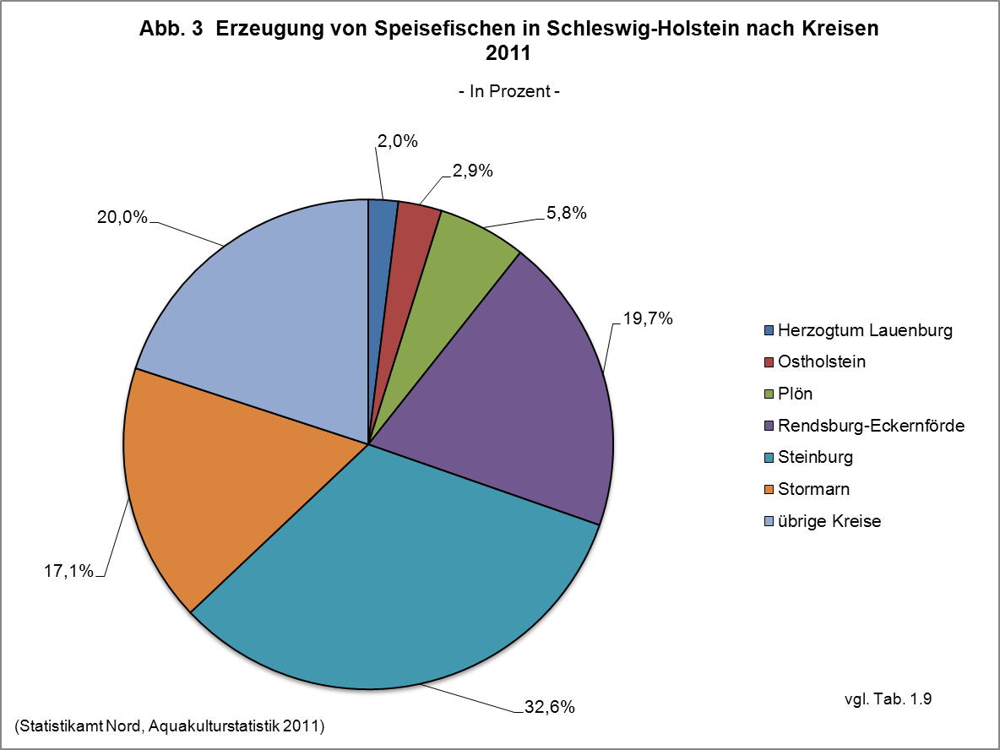 Abb. 3  Erzeugung von Speisefischen in Schleswig-Holstein nach Kreisen
2011
- In Prozent -
2,0%
2,9%
5,8%
20,0%
19,7%
17,1%
32,6%
Herzogtum Lauenburg
Ostholstein
Plön
Rendsburg-Eckernförde
Steinburg
Stormarn
übrige Kreise
vgl. Tab. 1.9
(Statistikamt Nord, Aquakulturstatistik 2011)